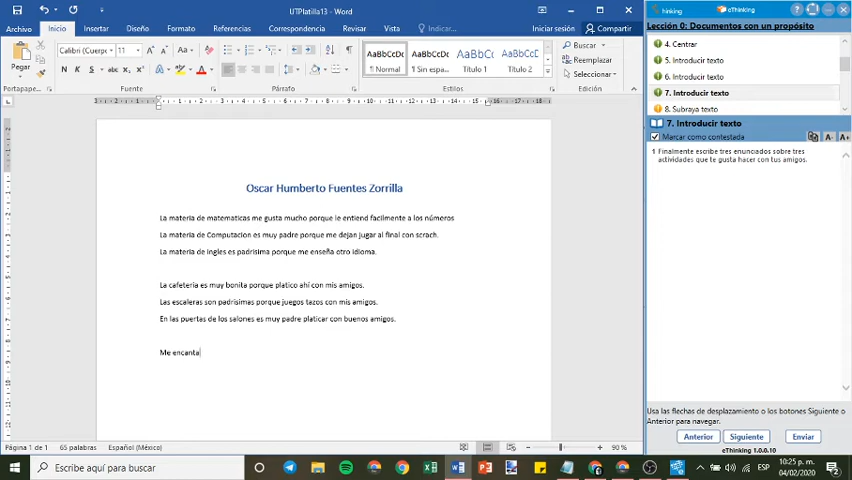 UTPlatilla13 - Word
Archivo Inicio Insertar Diseño Formato Referencias Correspondencia Revisar Vista Indicar... Iniciar sesión Compartir
Pegar
Calibri (Cuerpo 11
N K S abc
AaBbCcDc AaBbCcDc AaBbCc AaBbCcD
¶ Normal ¶ Sin espa... Título 1 Título 2
Buscar
Reemplazar
Seleccionar
Portapape... Fuente Párrafo Estilos Edición
Oscar Humberto Fuentes Zorrilla
La materia de matematicas me gusta mucho porque le entiend facilmente a los números
La materia de Computacion es muy padre porque me dejan jugar al final con scrach.
La materia de ingles es padrisima porque me enseña otro idioma.
La cafeteria es muy bonita porque platico ahí con mis amigos.
Las escaleras son padrisimas porque juegos tazos con mis amigos.
En las puertas de los salones es muy padre platicar con buenos amigos.
Me encanta
Página 1 de 1 65 palabras Español (México) 90 %
hinking eThinking
Lección 0: Documentos con un propósito
4. Centrar
5. Introducir texto
6. Introducir texto
7. Introducir texto
8. Subraya texto
7. Introducir texto
Marcar como contestada A- A+
1 Finalmente escribe tres enunciados sobre tres
actividades que te gusta hacer con tus amigos.
Usa las flechas de desplazamiento o los botones Siguiente o
Anterior para navegar.
Anterior Siguiente Enviar
eThinking 1.0.0.10
Escribe aquí para buscar
ESP
10:25 p. m.
04/02/2020